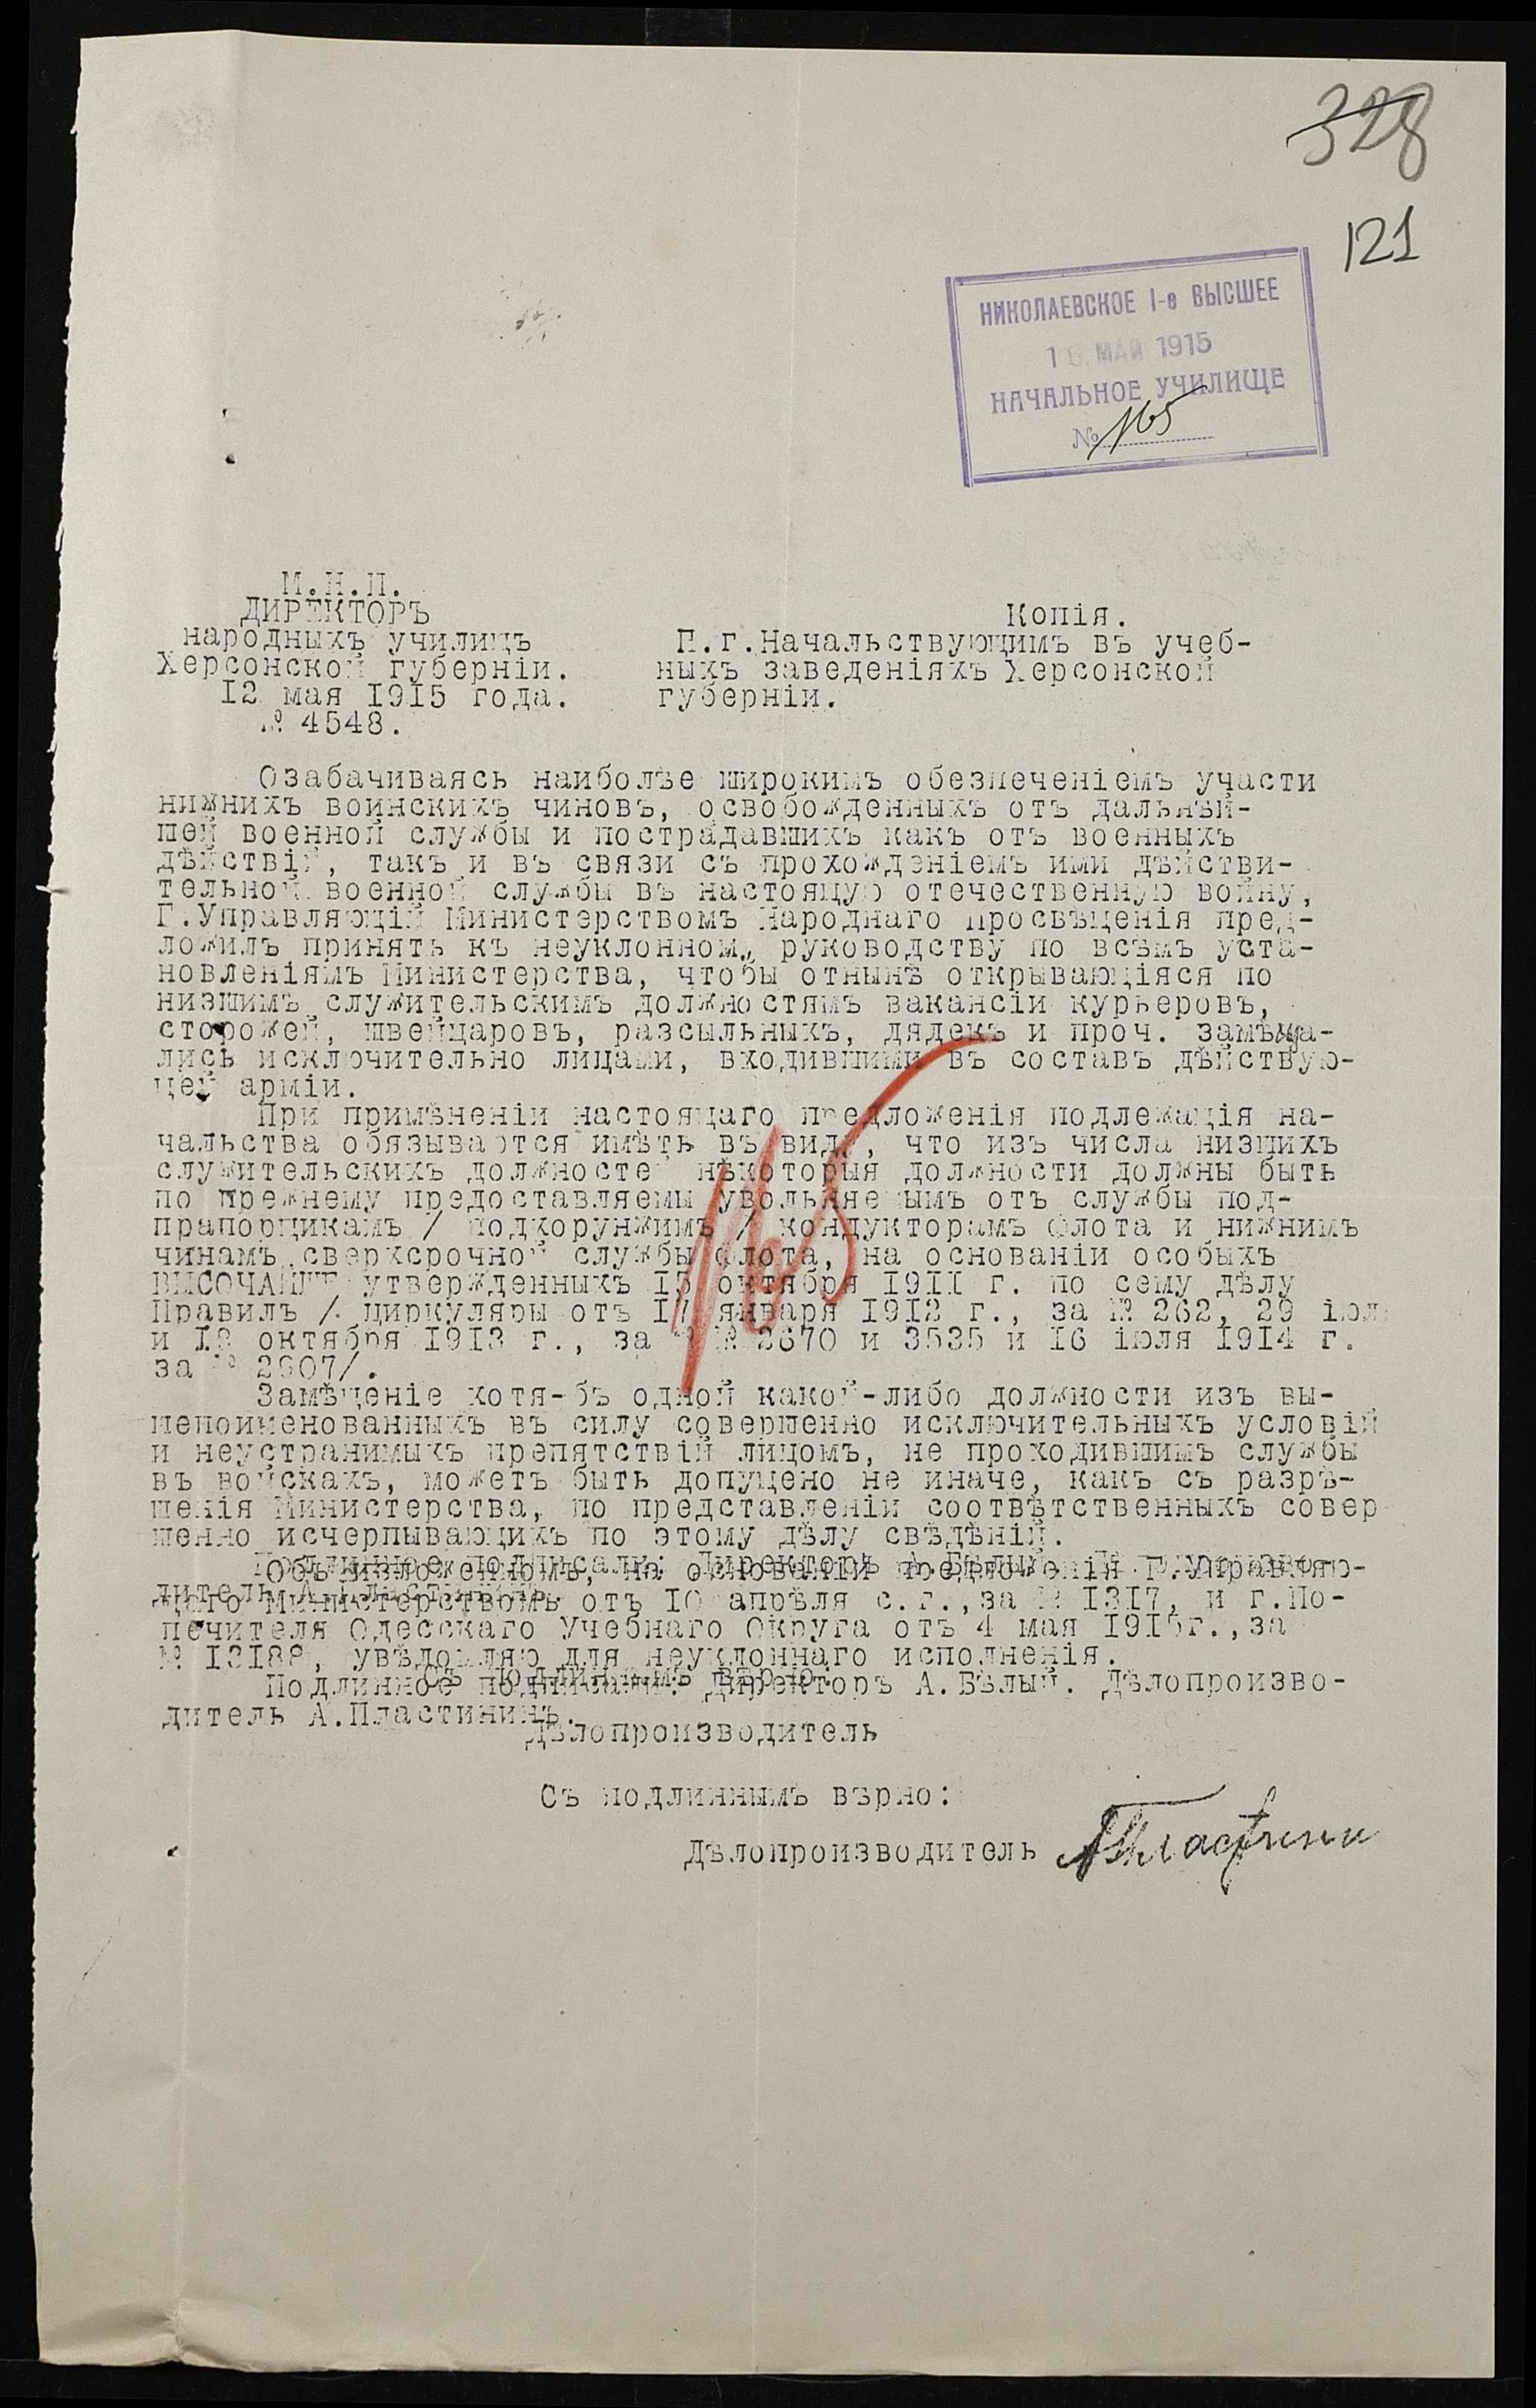 328
121
НИКОЛАЕВСКОЕ I-е ВЫСШЕЕ
МАЙ 1915
НАЧАЛЬНОЕ УЧИЛИЩЕ
№ 165
М.Н.П.
ДИРЕКТОРЪ
народныхъ училищъ
Херсонской губерніи.
12 мая 1915 года.
№ 4548.
Копія.
П.г.Начальствующимъ въ учеб-
ныхъ заведеніяхъ Херсонской
губерніи.
Озабачиваясь наиболѣе широкимъ обезпеченіемъ участи
нижнихъ воинскихъ чиновъ, освобожденныхъ отъ дальнѣй-
шей военной службы и пострадавшихъ какъ отъ военныхъ
дѣйствій, такъ и въ связи съ прохожденіемъ ими дѣйстви-
тельной военной службы въ настоящую отечественную войну,
Г.Управляющій Министерствомъ Народнаго Просвѣщенія пред-
ложилъ принять къ неуклонному руководству по всѣмъ уста-
новленіямъ Министерства, чтобы отнынѣ открывающіяся по
низшимъ служительскимъ должностямъ вакансіи курьеровъ,
сторожей, швейцаровъ, разсыльныхъ, дядекъ и проч. замѣща-
лись исключительно лицами, входившими въ составъ дѣйствую-
щей арміи.
При примѣненіи настоящаго предложенія подлежащія на-
чальства обязываются имѣть въ виду, что изъ числа низшихъ
служительскихъ должностей нѣкоторыя должности должны быть
по прежнему предоставляемы увольняемымъ отъ службы под-
прапорщикамъ / подхорунжимъ / кондукторамъ флота и нижнимъ
чинамъ сверхсрочной службы флота, на основаніи особыхъ
ВЫСОЧАЙШЕ утвержденныхъ 15 октября 1911 г. по сему дѣлу
Правилъ / циркуляры отъ 17 января 1912 г., за № 262, 29 іюл
и 18 октября 1913 г., за № 2670 и 3535 и 16 іюля 1914 г.
за № 2607/.
165
Замѣщеніе хотя-бъ одной какой-либо должности изъ вы-
шепоименованныхъ въ силу совершенно исключительныхъ условій
и неустранимыхъ препятствій лицомъ, не проходившимъ службы
въ войскахъ, можетъ быть допущено не иначе, какъ съ разрѣ-
шенія Министерства, по представленіи соотвѣтственныхъ совер
шенно исчерпывающихъ по этому дѣлу свѣдѣній.
Объ изложенномъ, на основаніи предложенія Г.Управляю-
щаго Министерствомъ отъ 10 апрѣля с.г.,за № 1317, и г.По-
печителя Одесскаго Учебнаго Округа отъ 4 мая 1915г.,за
№ 13188, увѣдомляю для неуклоннаго исполненія.
Съ подлиннымъ вѣрно:
Подлинное подписали: Директоръ А.Бѣлый. Дѣлопроизво-
дитель А.Пластининъ.
Дѣлопроизводитель
Съ подлиннымъ вѣрно:
Дѣлопроизводитель АПластинин